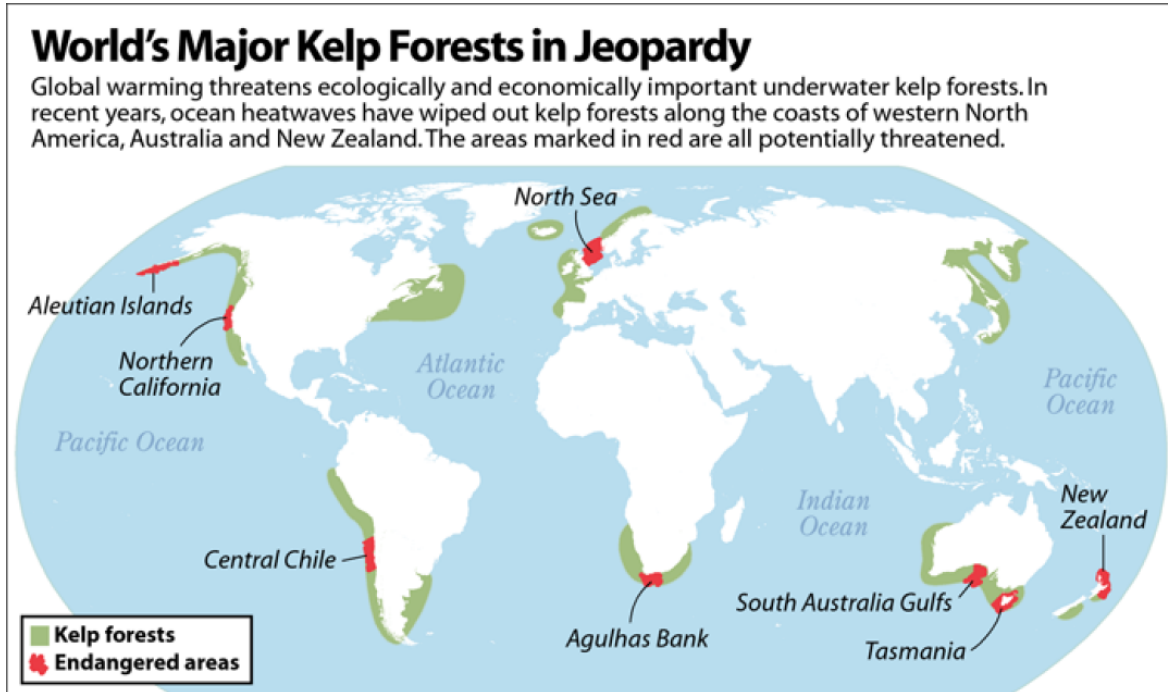 World's Major Kelp Forests in Jeopardy
Global warming threatens ecologically and economically important underwater kelp forests. In
recent years, ocean heatwaves have wiped out kelp forests along the coasts of western North
America, Australia and New Zealand. The areas marked in red are all potentially threatened.
North Sea
Aleutian Islands
Northern
California
Atlantic
Ocean
Pacific
Ocean
Pacific Ocean
Indian
Ocean
New
Zealand
Central Chile
South Australia Gulfs
Agulhas Bank
Tasmania
Kelp forests
Endangered areas